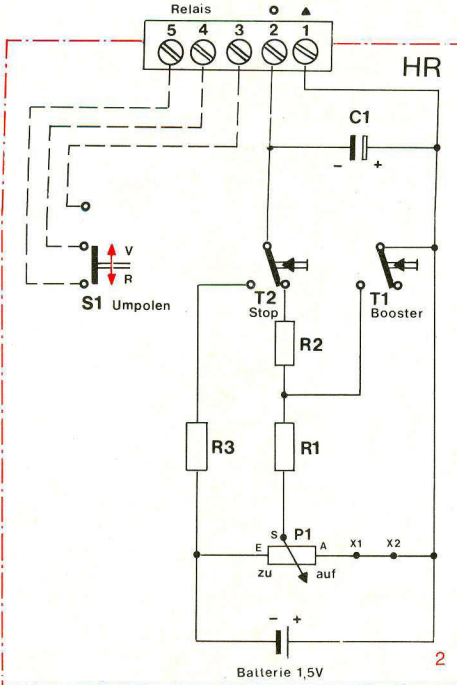 Relais
5 4 3 2 1
HR
C1
- +
V
R
S1 Umpolen
T2
Stop
T1
Booster
R2
R3
R1
S P1
E A X1 X2
zu auf
- +
2
Batterie 1,5V